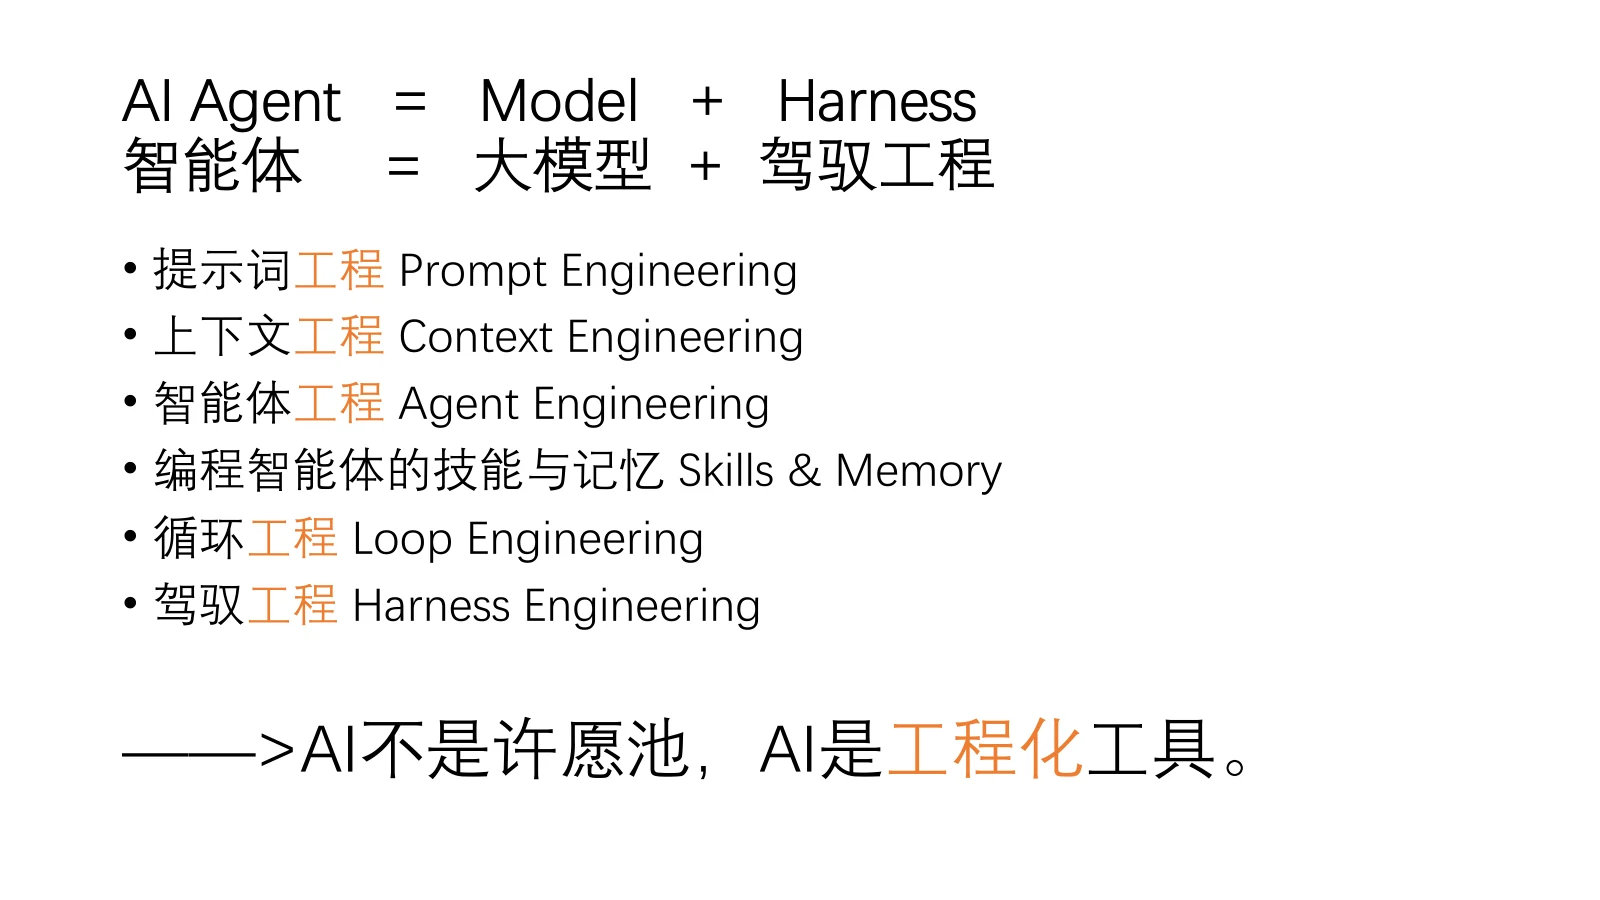 AI Agent = Model + Harness
智能体 = 大模型 + 驾驭工程
• 提示词工程 Prompt Engineering
• 上下文工程 Context Engineering
• 智能体工程 Agent Engineering
• 编程智能体的技能与记忆 Skills & Memory
• 循环工程 Loop Engineering
• 驾驭工程 Harness Engineering
——>AI不是许愿池，AI是工程化工具。